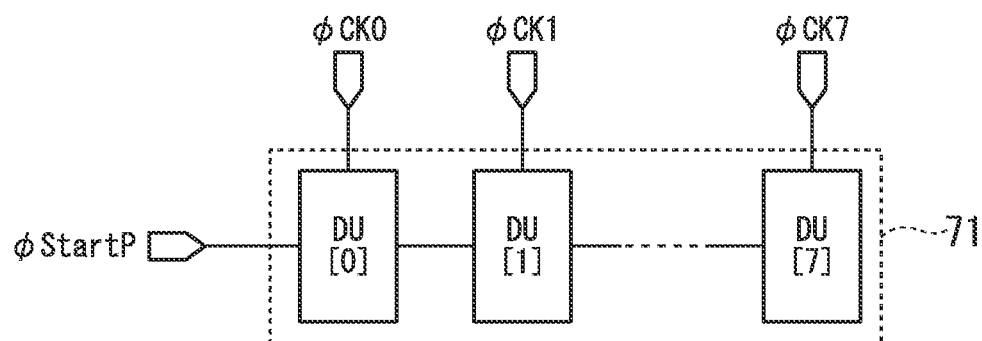 φCK0 φCK1 φCK7
φStartP DU [0] DU [1] DU [7] 71